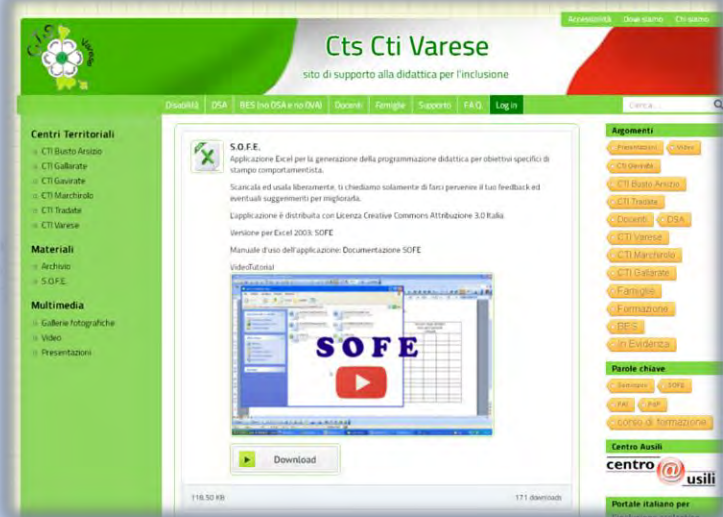 Accessibilità Dove siamo Chi siamo
C.T.S. Varese
Cts Cti Varese
sito di supporto alla didattica per l'inclusione
Disabilità DSA BES (no DSA e no DVA) Docenti Famiglie Supporto F.A.Q. Login
Cerca...
Centri Territoriali
CTI Busto Arsizio
CTI Gallarate
CTI Gavirate
CTI Marchirolo
CTI Tradate
CTI Varese
Materiali
Archivio
S.O.F.E.
Multimedia
Gallerie fotografiche
Video
Presentazioni
S.O.F.E.
Applicazione Excel per la generazione della programmazione didattica per obiettivi specifici di
stampo comportamentista.
Scaricala ed usala liberamente, ti chiediamo solamente di farci pervenire il tuo feedback ed
eventuali suggerimenti per migliorarla.
L'applicazione è distribuita con Licenza Creative Commons Attribuzione 3.0 Italia
Versione per Excel 2003: SOFE
Manuale d'uso dell'applicazione: Documentazione SOFE
VideoTutorial
SOFE
Download
118.50 KB
171 downloads
Argomenti
Presentazioni Video
CTI Gavirate
CTI Busto Arsizio
CTI Tradate
Docenti DSA
CTI Varese
CTI Marchirolo
CTI Gallarate
Famiglie
Formazione
BES
In Evidenza
Parole chiave
Seminario SOFE
PAI PdP
corso di formazione
Centro Ausili
centro @usili
Portale italiano per